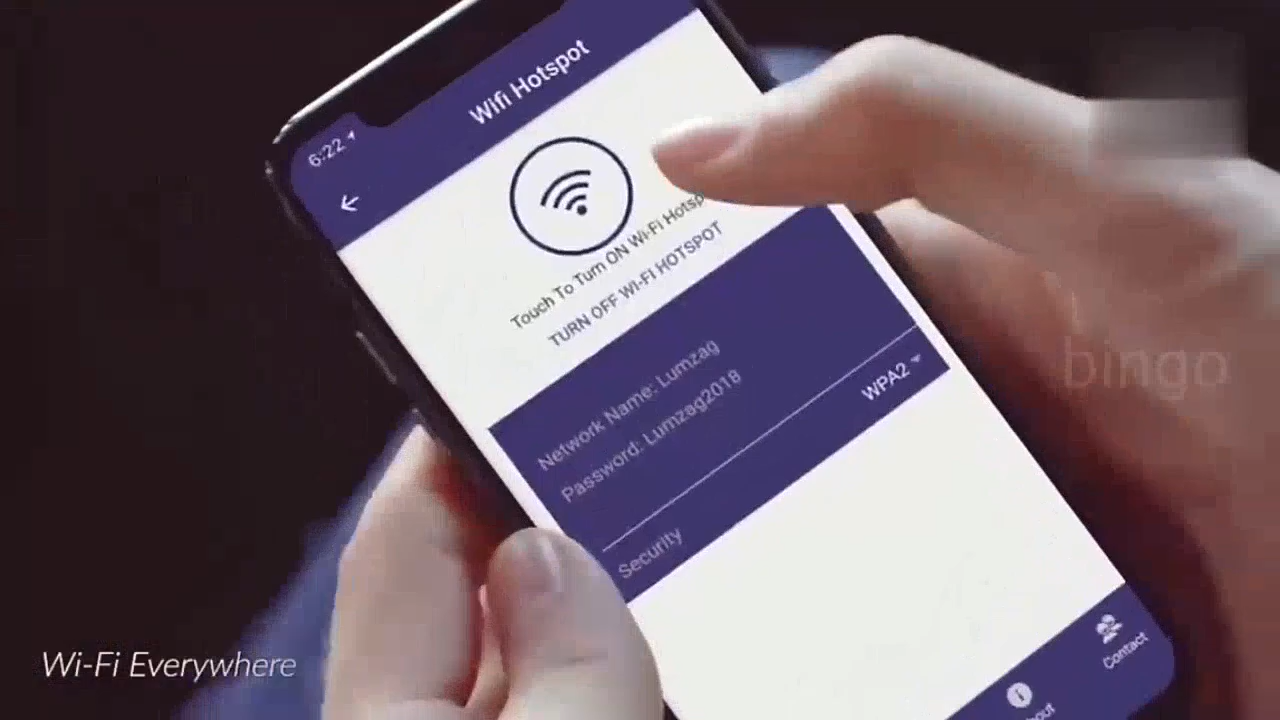 6:22
Wifi Hotspot
Touch To Turn ON Wi-Fi
TURN OFF WI-FI HOTSPOT
Network Name: Lumzag
Password: Lumzag2018
WPA2
Security
Contact
bingo
Wi-Fi Everywhere